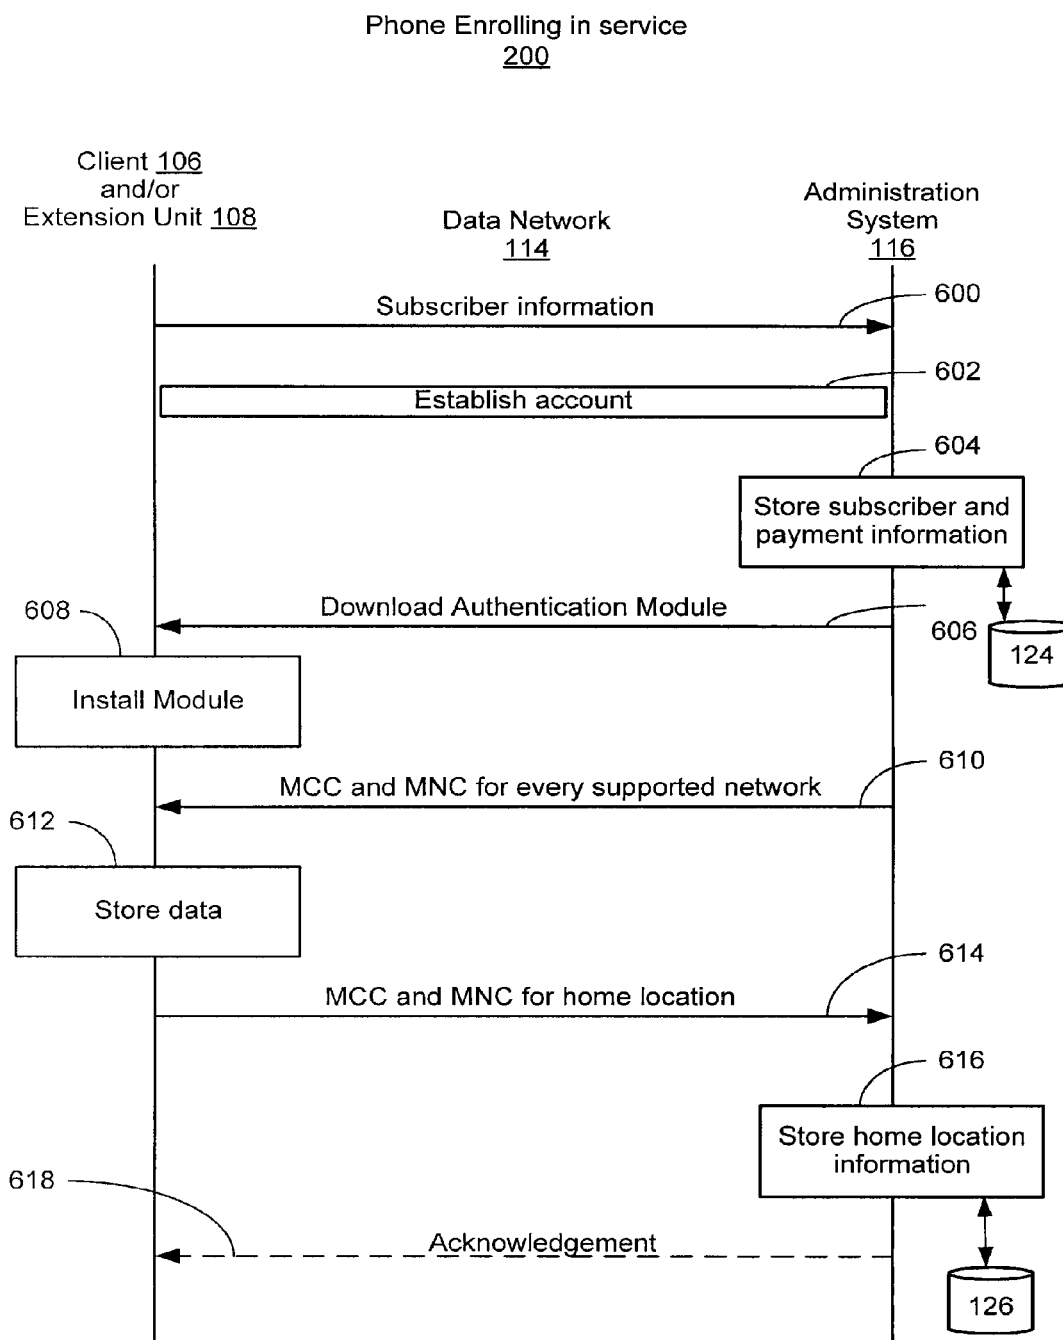 Phone Enrolling in service
200
Client 106
and/or
Extension Unit 108
Data Network
114
Administration
System
116
Subscriber information
600
602
Establish account
604
Store subscriber and
payment information
608
Download Authentication Module
606
124
Install Module
610
MCC and MNC for every supported network
612
Store data
614
MCC and MNC for home location
616
Store home location
information
618
Acknowledgement
126